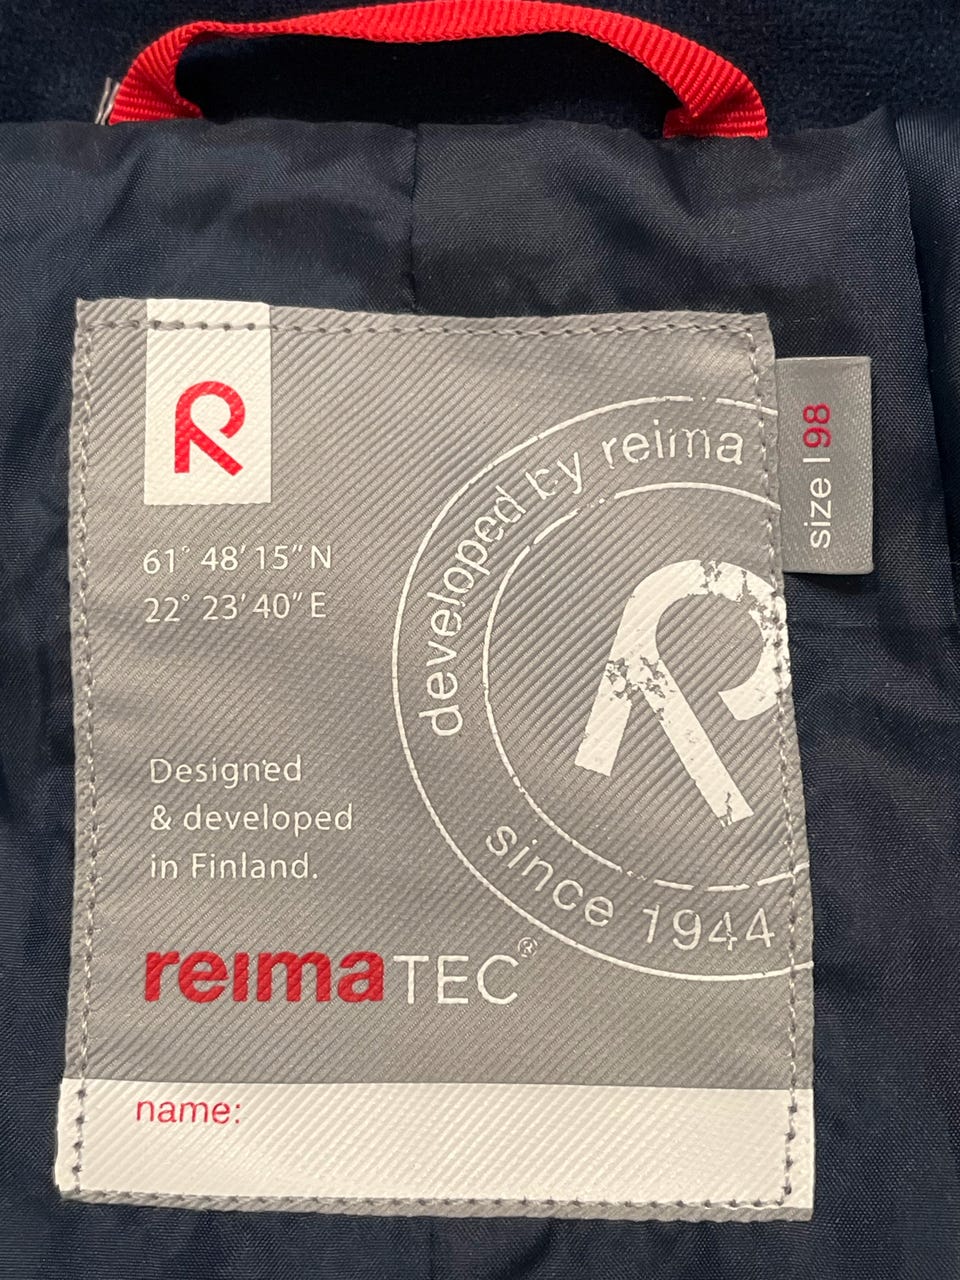 R
61° 48' 15" N
22° 23' 40" E
Designed
& developed
in Finland.
reimaTEC®
name:
developed by reima
R
since 1944
size | 98